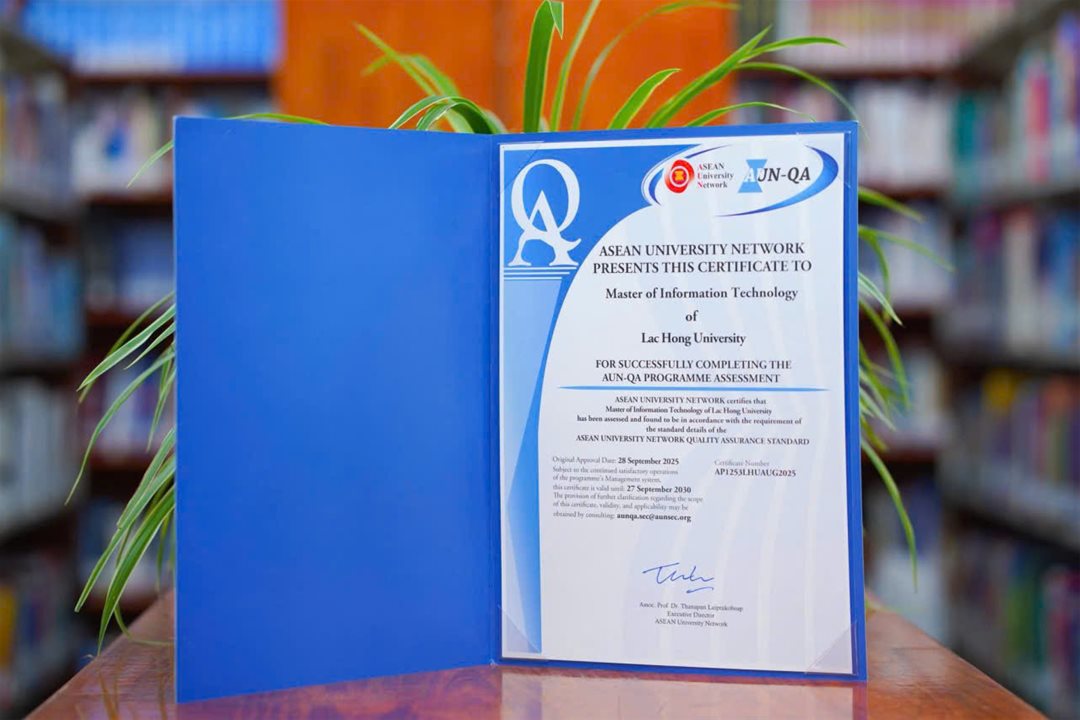 QA
ASEAN
University
Network
AUN-QA
ASEAN UNIVERSITY NETWORK
PRESENTS THIS CERTIFICATE TO
Master of Information Technology
of
Lac Hong University
FOR SUCCESSFULLY COMPLETING THE
AUN-QA PROGRAMME ASSESSMENT
ASEAN UNIVERSITY NETWORK certifies that
Master of Information Technology of Lac Hong University
has been assessed and found to be in accordance with the requirement of
the standard details of the
ASEAN UNIVERSITY NETWORK QUALITY ASSURANCE STANDARD
Original Approval Date: 28 September 2025
Subject to the continued satisfactory operations
of the programme's Management system,
this certificate is valid until: 27 September 2030
The provision of further clarification regarding the scope
of this certificate, validity, and applicability may be
obtained by consulting: aunqa.sec@aunsec.org
Certificate Number
AP1253LHUAUG2025
Assoc. Prof. Dr. Thanapan Laiprakobsup
Executive Director
ASEAN University Network